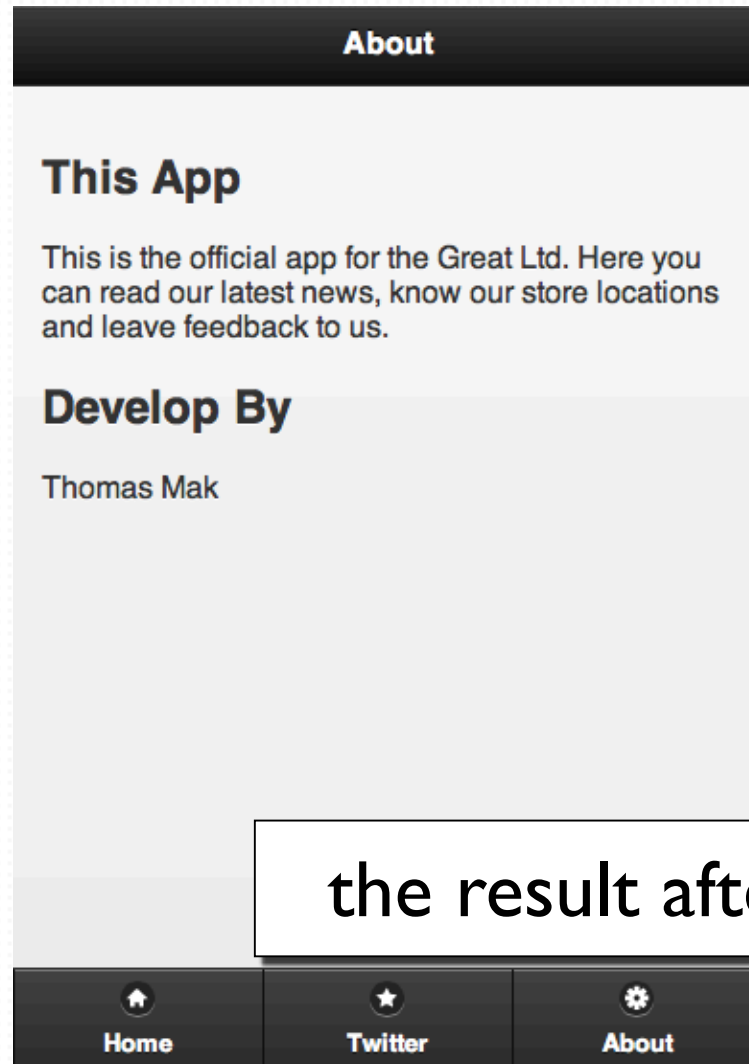 About
This App
This is the official app for the Great Ltd. Here you
can read our latest news, know our store locations
and leave feedback to us.
Develop By
Thomas Mak
the result
Home Twitter About